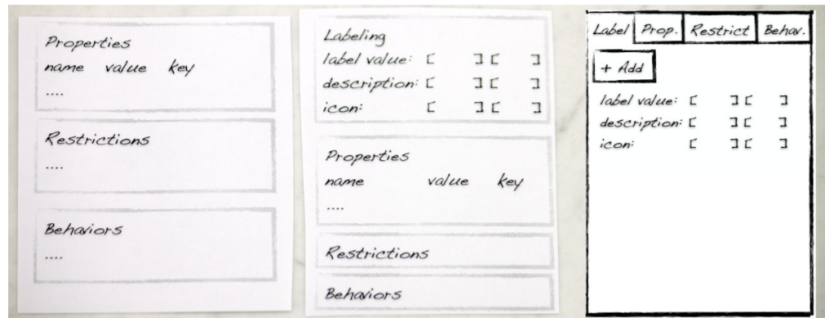 Properties
name value key
....
Restrictions
....
Behaviors
....
Labeling
label value: [ ] [ ]
description: [ ] [ ]
icon: [ ] [ ]
Properties
name value key
....
Restrictions
Behaviors
Label Prop. Restrict Behav.
+ Add
label value: [ ] [ ]
description: [ ] [ ]
icon: [ ] [ ]